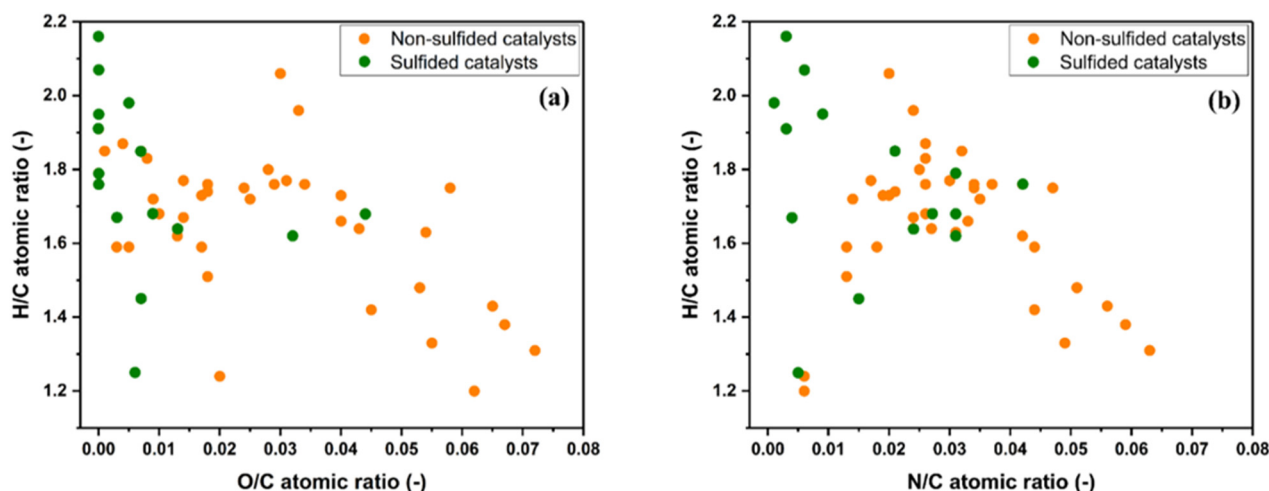 2.2
2.0
1.8
1.6
1.4
1.2
H/C atomic ratio (-)
Non-sulfided catalysts
Sulfided catalysts
(a)
0.00 0.01 0.02 0.03 0.04 0.05 0.06 0.07 0.08
O/C atomic ratio (-)
2.2
2.0
1.8
1.6
1.4
1.2
H/C atomic ratio (-)
Non-sulfided catalysts
Sulfided catalysts
(b)
0.00 0.01 0.02 0.03 0.04 0.05 0.06 0.07 0.08
N/C atomic ratio (-)